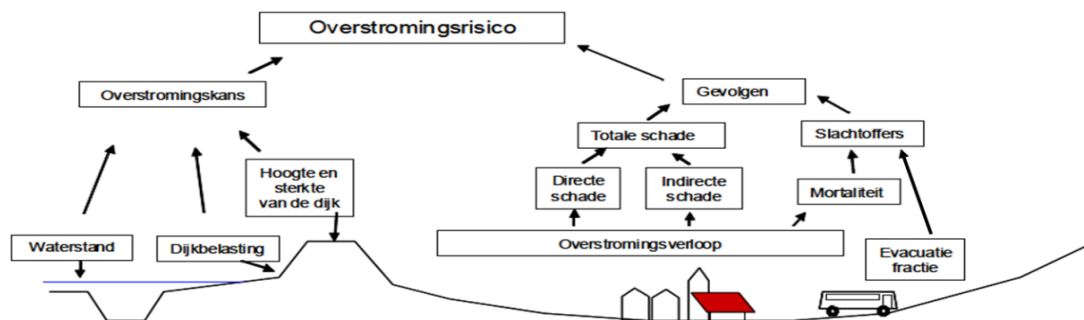 Overstromingsrisico
Overstromingskans
Gevolgen
Totale schade
Slachtoffers
Hoogte en
sterkte
van de dijk
Directe
schade
Indirecte
schade
Mortaliteit
Waterstand
Dijkbelasting
Overstromingsverloop
Evacuatie
fractie